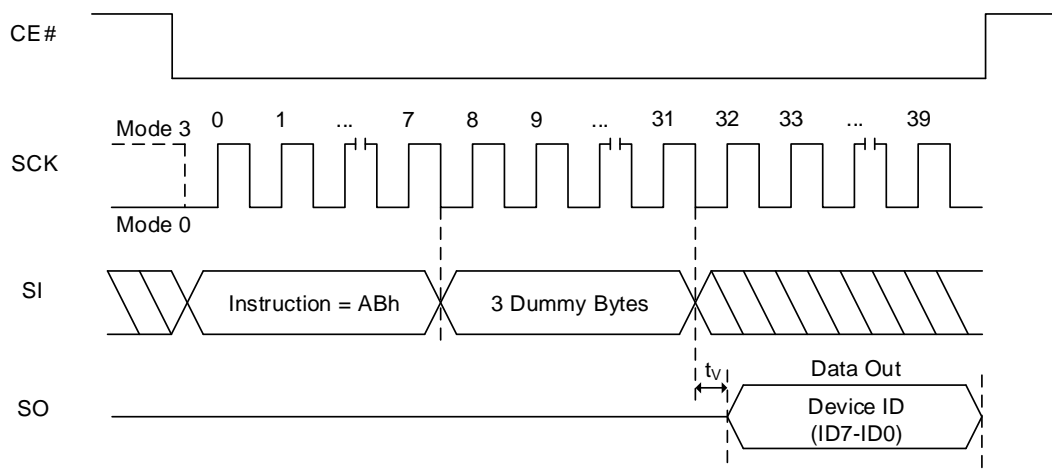 CE#
SCK
Mode 3
Mode 0
0 1 ... 7 8 9 ... 31 32 33 ... 39
SI
Instruction = ABh
3 Dummy Bytes
tV
Data Out
SO
Device ID
(ID7-ID0)